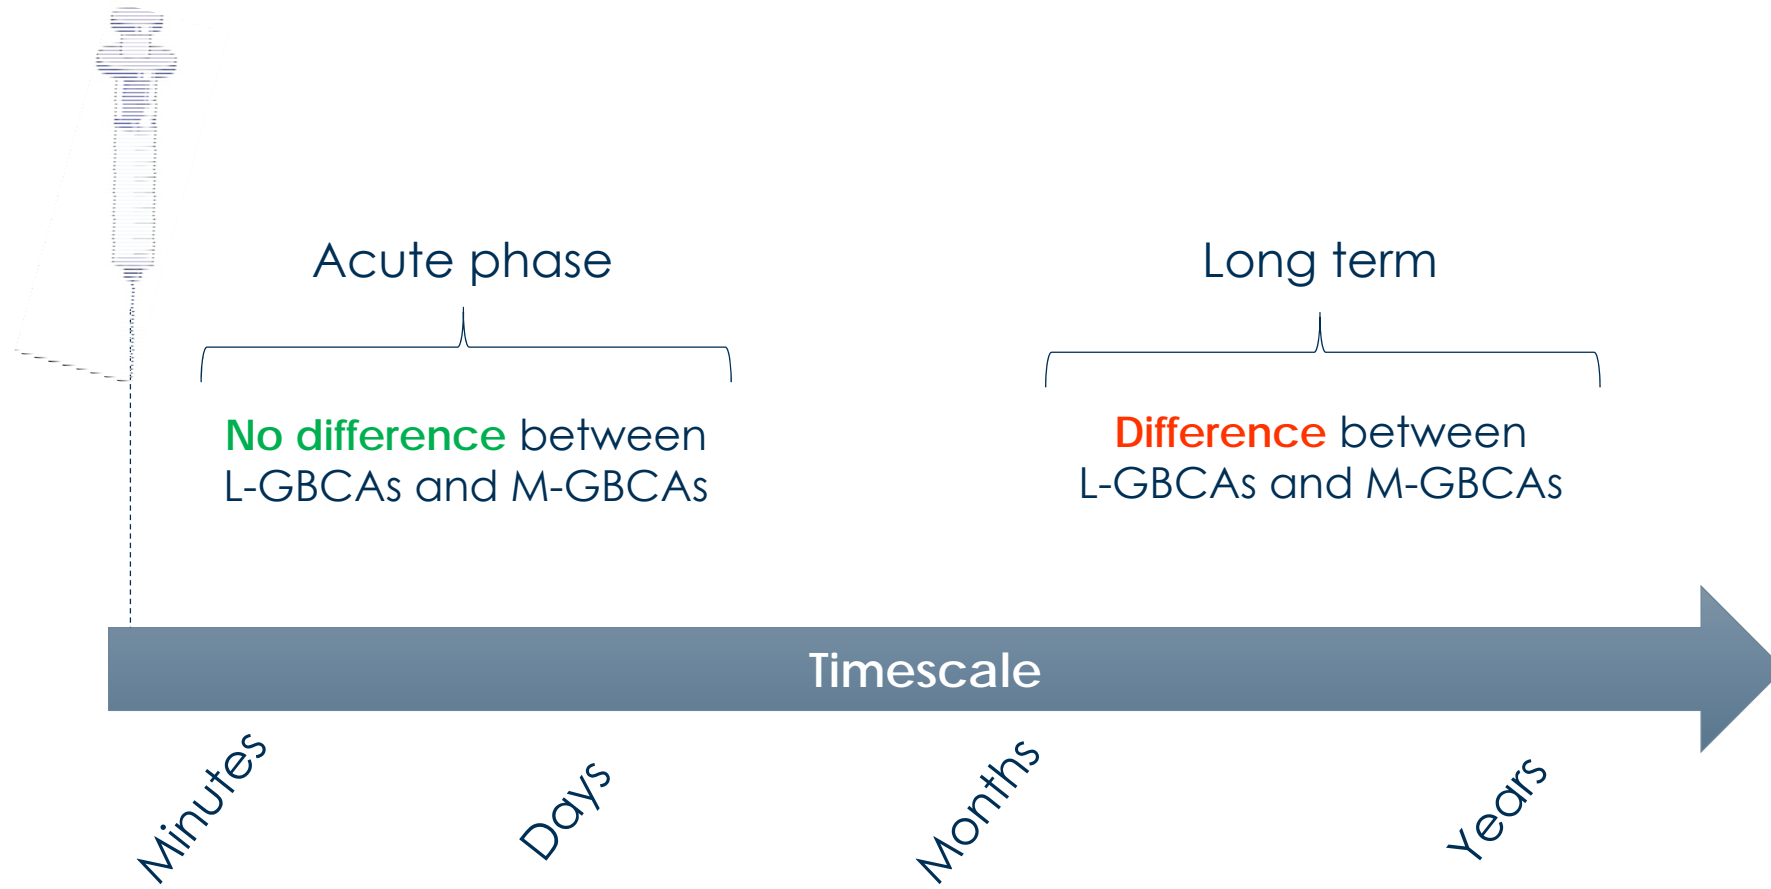 Acute phase
Long term
No difference between
L-GBCAs and M-GBCAs
Difference between
L-GBCAs and M-GBCAs
Timescale
Minutes
Days
Months
Years